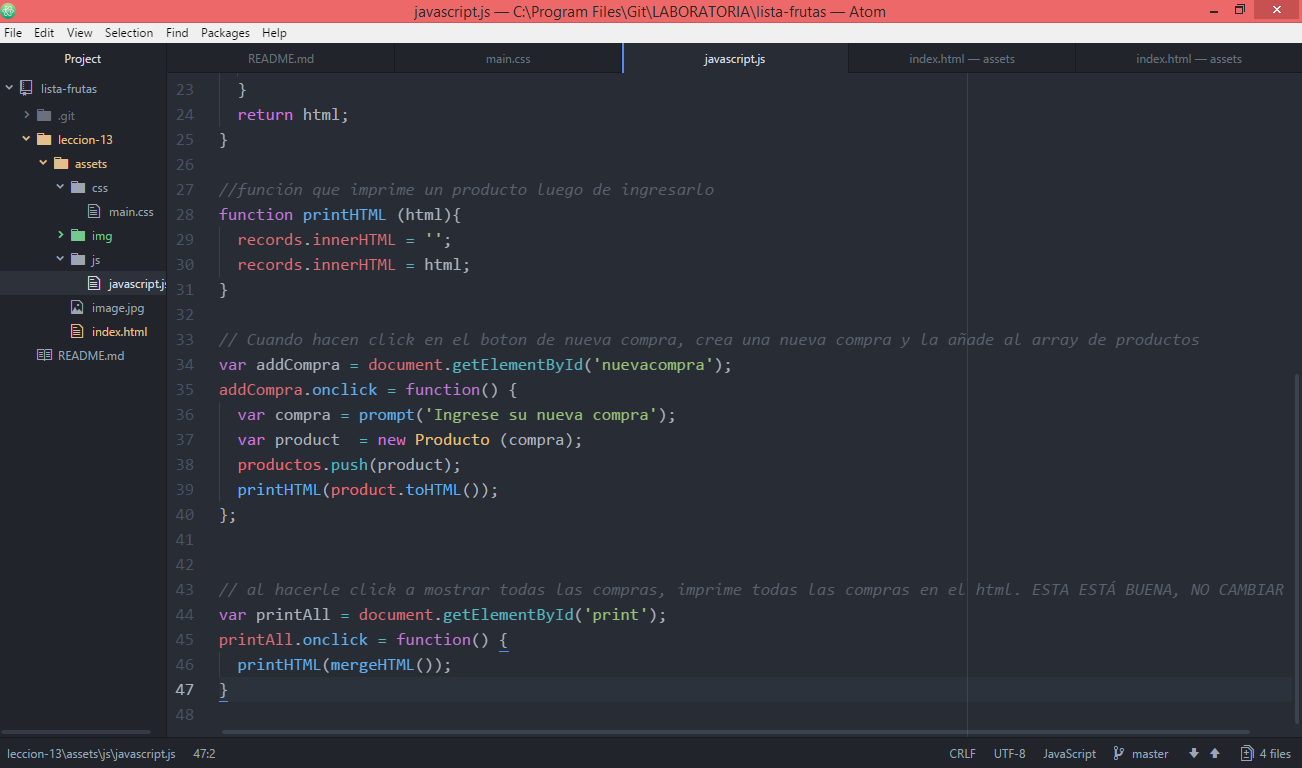 javascript.js — C:\Program Files\Git\LABORATORIA\lista-frutas — Atom
File Edit View Selection Find Packages Help
Project
README.md
main.css
javascript.js
index.html — assets
index.html — assets
lista-frutas
.git
leccion-13
assets
css
main.css
img
js
javascript.js
image.jpg
index.html
README.md
23 }
24 return html;
25 }
26
27 //función que imprime un producto luego de ingresarlo
28 function printHTML (html){
29 records.innerHTML = '';
30 records.innerHTML = html;
31 }
32
33 // Cuando hacen click en el boton de nueva compra, crea una nueva compra y la añade al array de productos
34 var addCompra = document.getElementById('nuevacompra');
35 addCompra.onclick = function() {
36 var compra = prompt('Ingrese su nueva compra');
37 var product  = new Producto (compra);
38 productos.push(product);
39 printHTML(product.toHTML());
40 };
41
42
43 // al hacerle click a mostrar todas las compras, imprime todas las compras en el html. ESTA ESTÁ BUENA, NO CAMBIAR
44 var printAll = document.getElementById('print');
45 printAll.onclick = function() {
46 printHTML(mergeHTML());
47 }
48
leccion-13\assets\js\javascript.js 47:2 CRLF UTF-8 JavaScript master 4 files